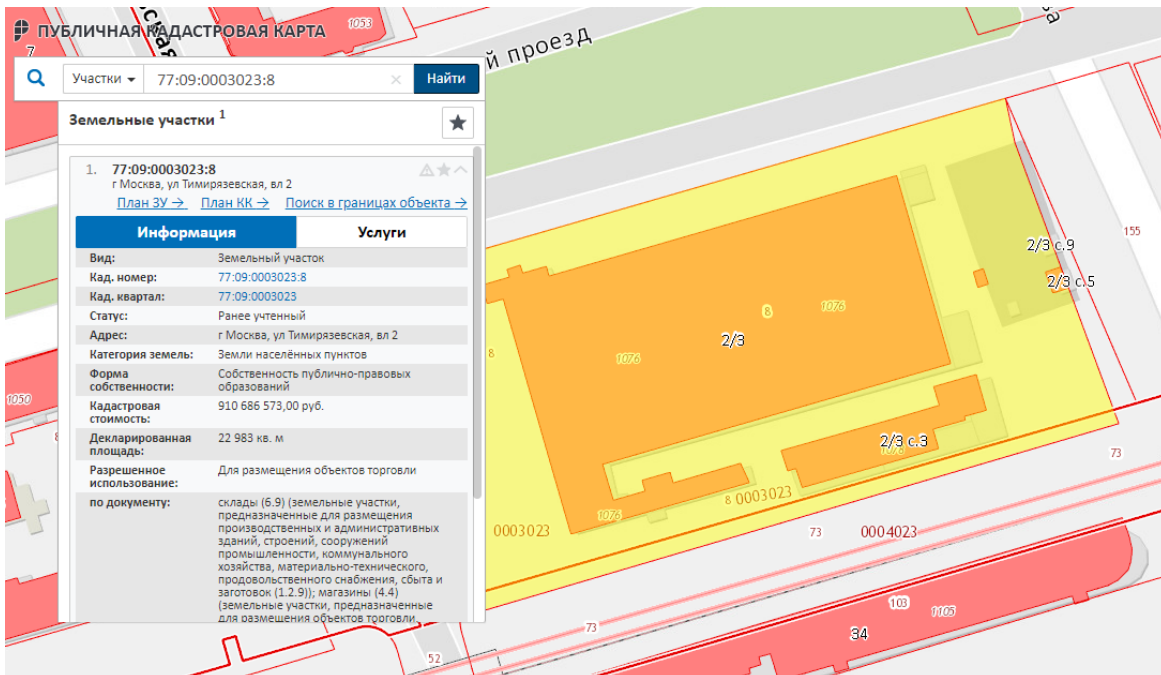 ПУБЛИЧНАЯ КАДАСТРОВАЯ КАРТА
1053
7
й проезд
Участки
77:09:0003023:8
Найти
Земельные участки 1
1. 77:09:0003023:8
г Москва, ул Тимирязевская, вл 2
План ЗУ → План КК → Поиск в границах объекта →
Информация Услуги
Вид: Земельный участок
Кад. номер: 77:09:0003023:8
Кад. квартал: 77:09:0003023
Статус: Ранее учтенный
Адрес: г Москва, ул Тимирязевская, вл 2
Категория земель: Земли населённых пунктов
Форма собственности: Собственность публично-правовых
образований
Кадастровая стоимость: 910 686 573,00 руб.
Декларированная площадь: 22 983 кв. м
Разрешенное использование: Для размещения объектов торговли
по документу: склады (6.9) (земельные участки,
предназначенные для размещения
производственных и административных
зданий, строений, сооружений
промышленности, коммунального
хозяйства, материально-технического,
продовольственного снабжения, сбыта и
заготовок (1.2.9)); магазины (4.4)
(земельные участки, предназначенные
для размещения объектов торговли,
155
2/3 с.9
2/3 с.5
8
1076
2/3
8
1076
1050
2/3 с.3
1078
73
8 0003023
1076
0003023
73
0004023
103
1105
34
73
52